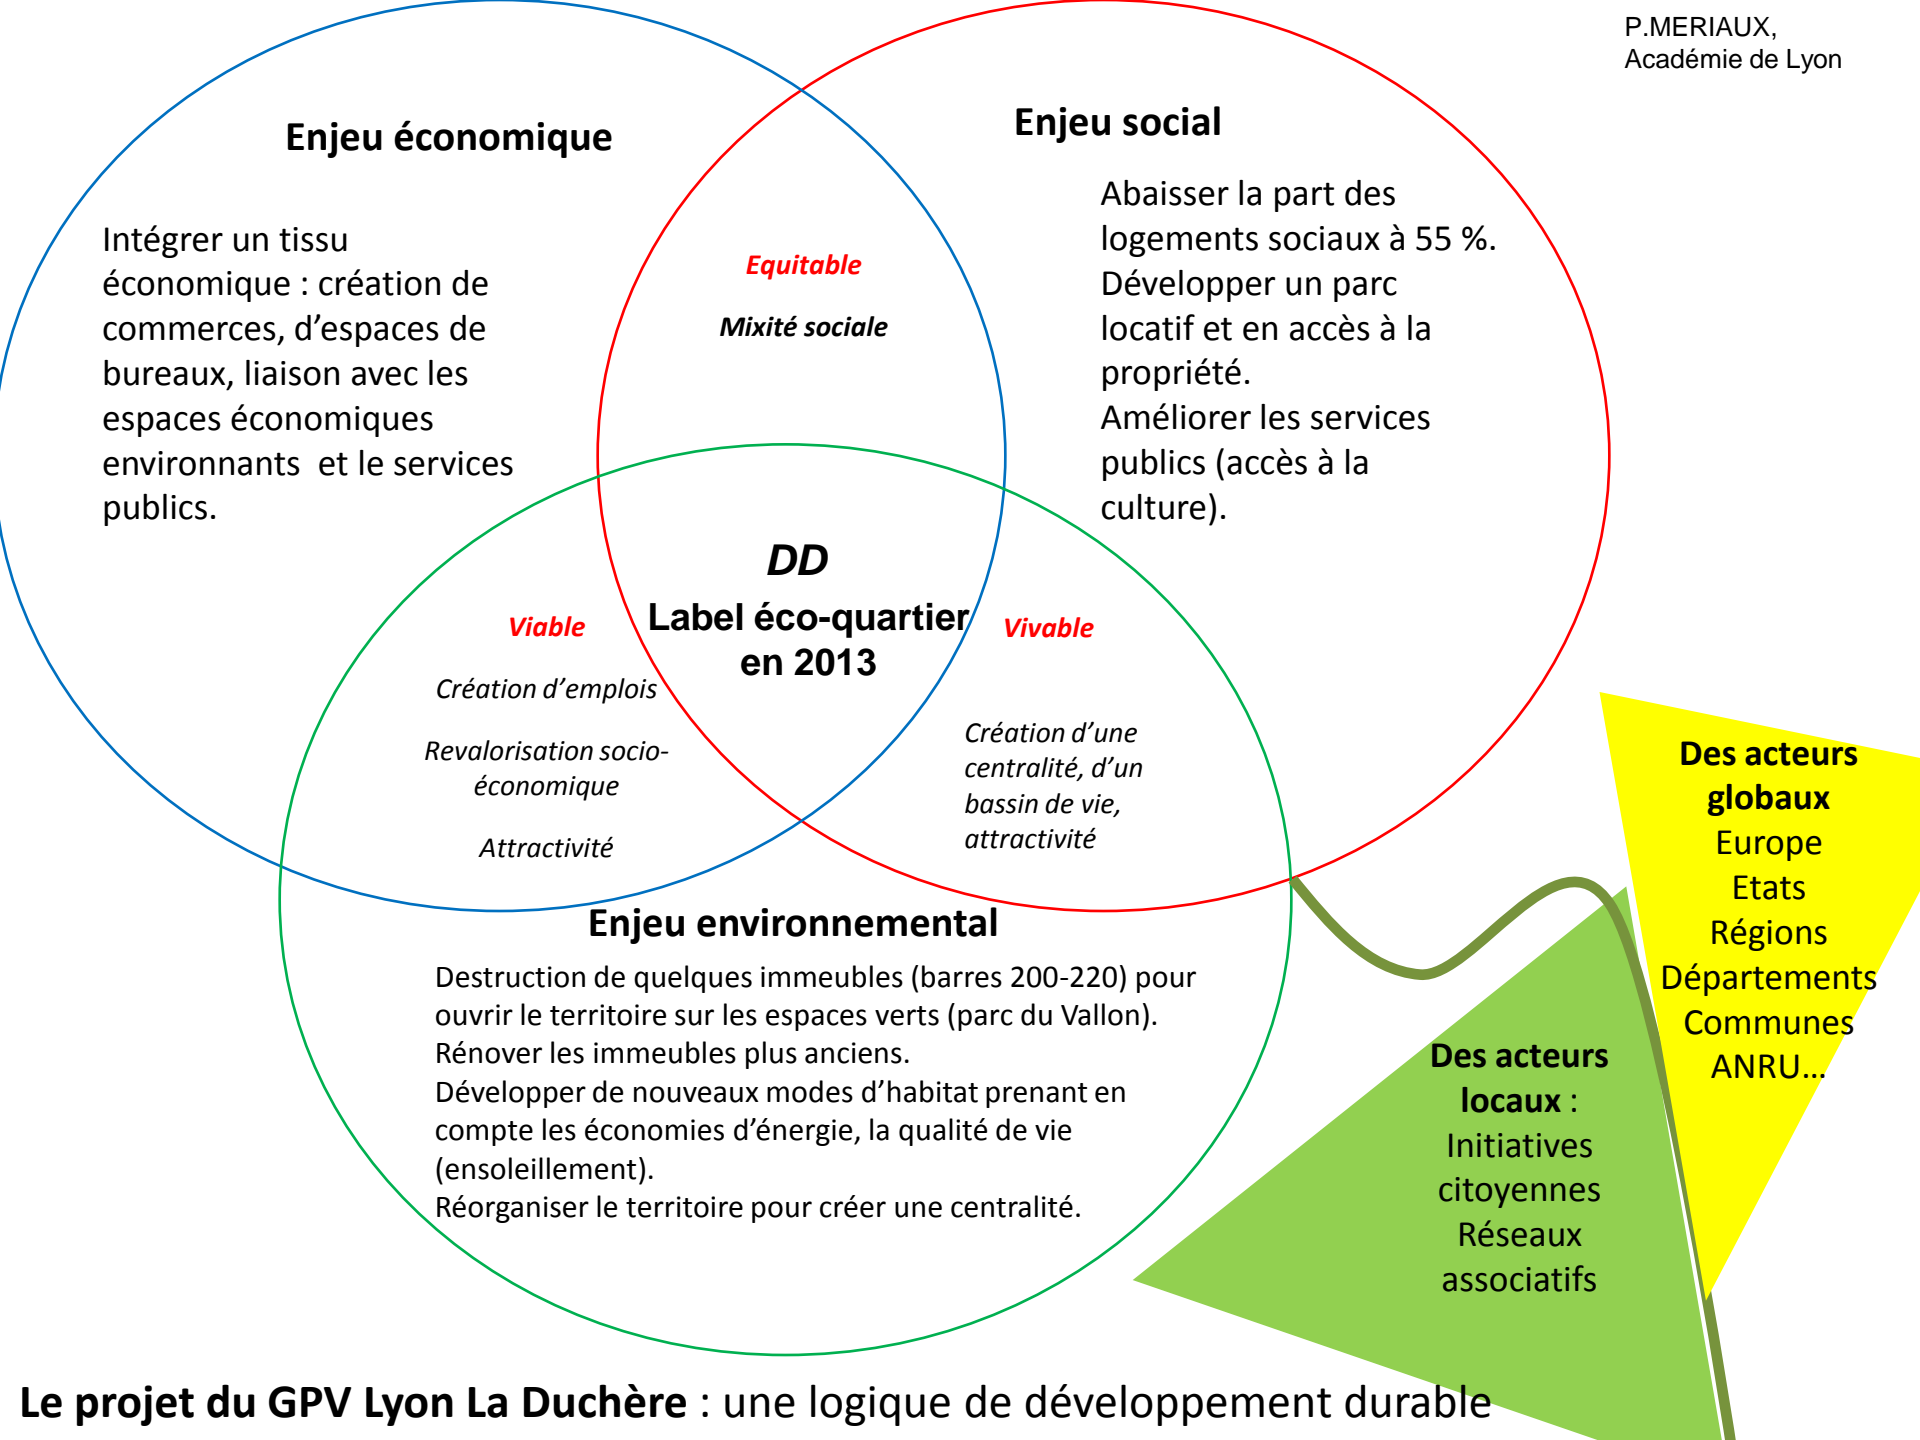 P.MERIAUX,
Académie de Lyon
Enjeu économique
Intégrer un tissu
économique : création de
commerces, d’espaces de
bureaux, liaison avec les
espaces économiques
environnants  et le services
publics.
Enjeu social
Abaisser la part des
logements sociaux à 55 %.
Développer un parc
locatif et en accès à la
propriété.
Améliorer les services
publics (accès à la
culture).
Equitable
Mixité sociale
DD
Label éco-quartier
en 2013
Viable
Création d’emplois
Revalorisation socio-
économique
Attractivité
Vivable
Création d’une
centralité, d’un
bassin de vie,
attractivité
Enjeu environnemental
Destruction de quelques immeubles (barres 200-220) pour
ouvrir le territoire sur les espaces verts (parc du Vallon).
Rénover les immeubles plus anciens.
Développer de nouveaux modes d’habitat prenant en
compte les économies d’énergie, la qualité de vie
(ensoleillement).
Réorganiser le territoire pour créer une centralité.
Des acteurs
globaux
Europe
Etats
Régions
Départements
Communes
ANRU…
Des acteurs
locaux :
Initiatives
citoyennes
Réseaux
associatifs
Le projet du GPV Lyon La Duchère : une logique de développement durable